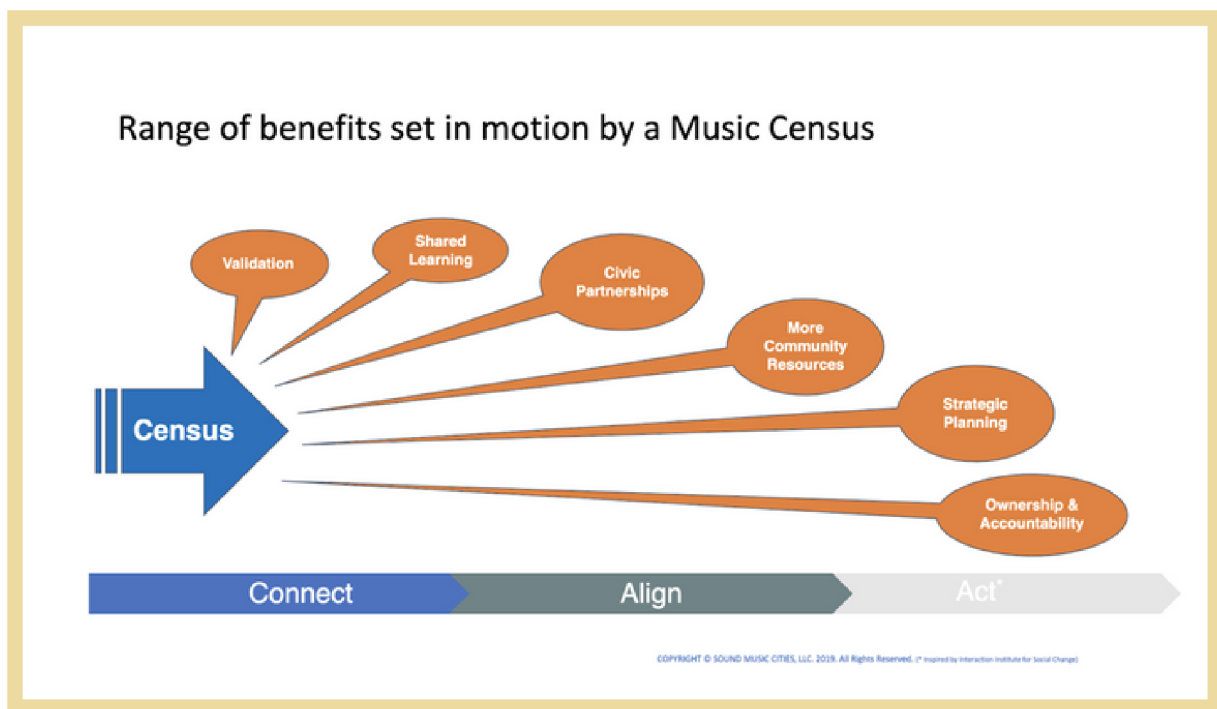 Range of benefits set in motion by a Music Census
Validation
Shared
Learning
Civic
Partnerships
More
Community
Resources
Strategic
Planning
Ownership &
Accountability
Census
Connect
Align
Act*
COPYRIGHT © SOUND MUSIC CITIES, LLC. 2019. All Rights Reserved. (* Inspired by Interaction Institute for Social Change)